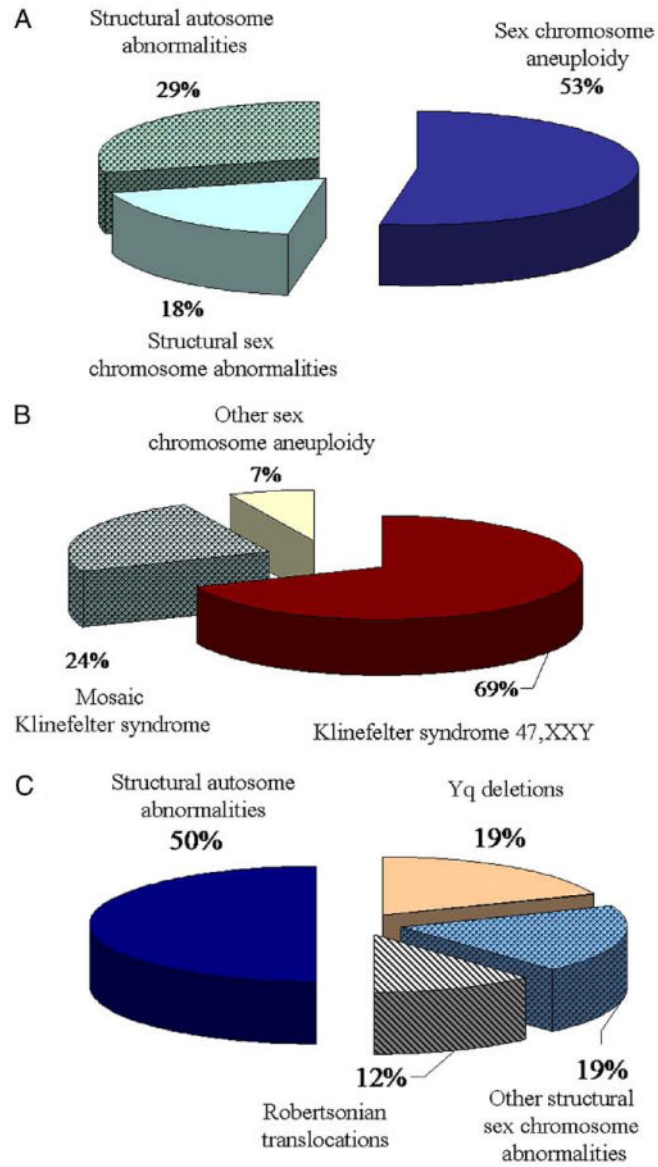 A
Structural autosome
abnormalities
29%
Sex chromosome
aneuploidy
53%
18%
Structural sex
chromosome abnormalities
B
Other sex
chromosome aneuploidy
7%
24%
Mosaic
Klinefelter syndrome
69%
Klinefelter syndrome 47,XXY
C
Structural autosome
abnormalities
50%
Yq deletions
19%
12%
Robertsonian
translocations
19%
Other structural
sex chromosome
abnormalities